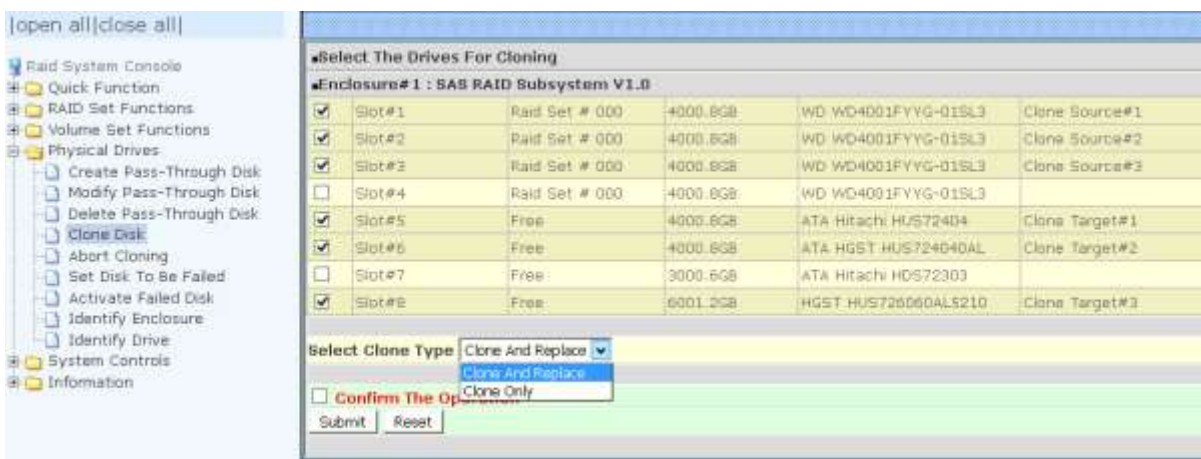 |open all|close all|
Raid System Console
Quick Function
RAID Set Functions
Volume Set Functions
Physical Drives
Create Pass-Through Disk
Modify Pass-Through Disk
Delete Pass-Through Disk
Clone Disk
Abort Cloning
Set Disk To Be Failed
Activate Failed Disk
Identify Enclosure
Identify Drive
System Controls
Information
Select The Drives For Cloning
Enclosure#1 : SAS RAID Subsystem V1.0
Slot#1 Raid Set # 000 4000.8GB WD WD4001FYYG-01SL3 Clone Source#1
Slot#2 Raid Set # 000 4000.8GB WD WD4001FYYG-01SL3 Clone Source#2
Slot#3 Raid Set # 000 4000.8GB WD WD4001FYYG-01SL3 Clone Source#3
Slot#4 Raid Set # 000 4000.8GB WD WD4001FYYG-01SL3
Slot#5 Free 4000.8GB ATA Hitachi HUS72404 Clone Target#1
Slot#6 Free 4000.8GB ATA HGST HUS724040AL Clone Target#2
Slot#7 Free 3000.6GB ATA Hitachi HDS72303
Slot#8 Free 6001.2GB HGST HUS726060AL5210 Clone Target#3
Select Clone Type Clone And Replace
Clone And Replace
Clone Only
Confirm The
Submit Reset